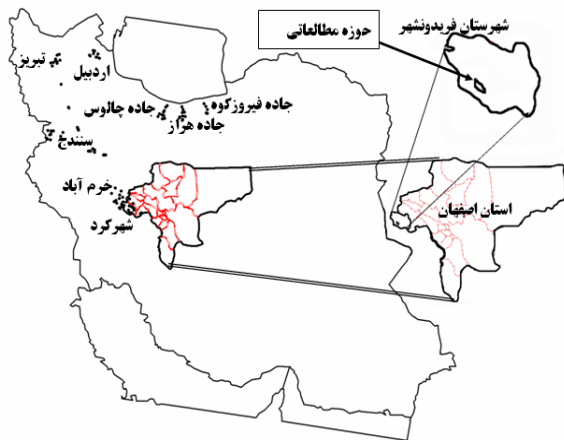 شهرستان فریدونشهر
حوزه مطالعاتی
تبریز
اردبیل
جاده فیروزکوه
جاده چالوس
جاده هراز
سنندج
خرم آباد
شهرکرد
استان اصفهان